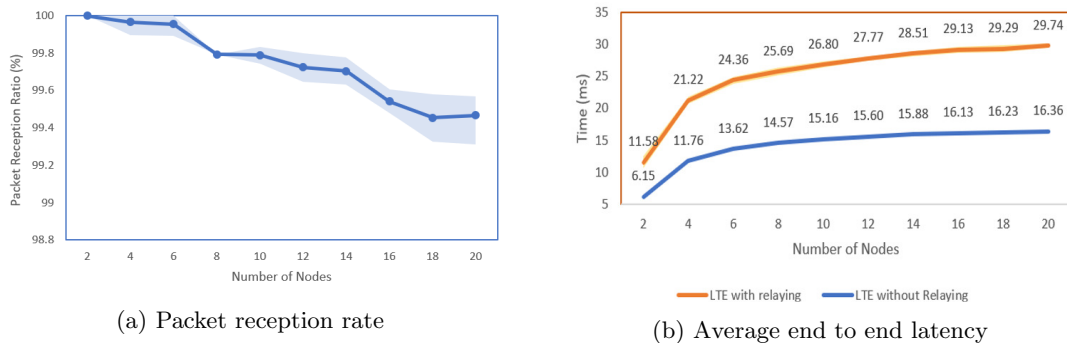 100
99.8
99.6
99.4
99.2
99
98.8
Packet Reception Ratio (%)
2 4 6 8 10 12 14 16 18 20
Number of Nodes
(a) Packet reception rate
35
30
25
20
15
10
5
Time (ms)
11.58 21.22 24.36 25.69 26.80 27.77 28.51 29.13 29.29 29.74
6.15 11.76 13.62 14.57 15.16 15.60 15.88 16.13 16.23 16.36
2 4 6 8 10 12 14 16 18 20
Number of Nodes
LTE with relaying LTE without Relaying
(b) Average end to end latency